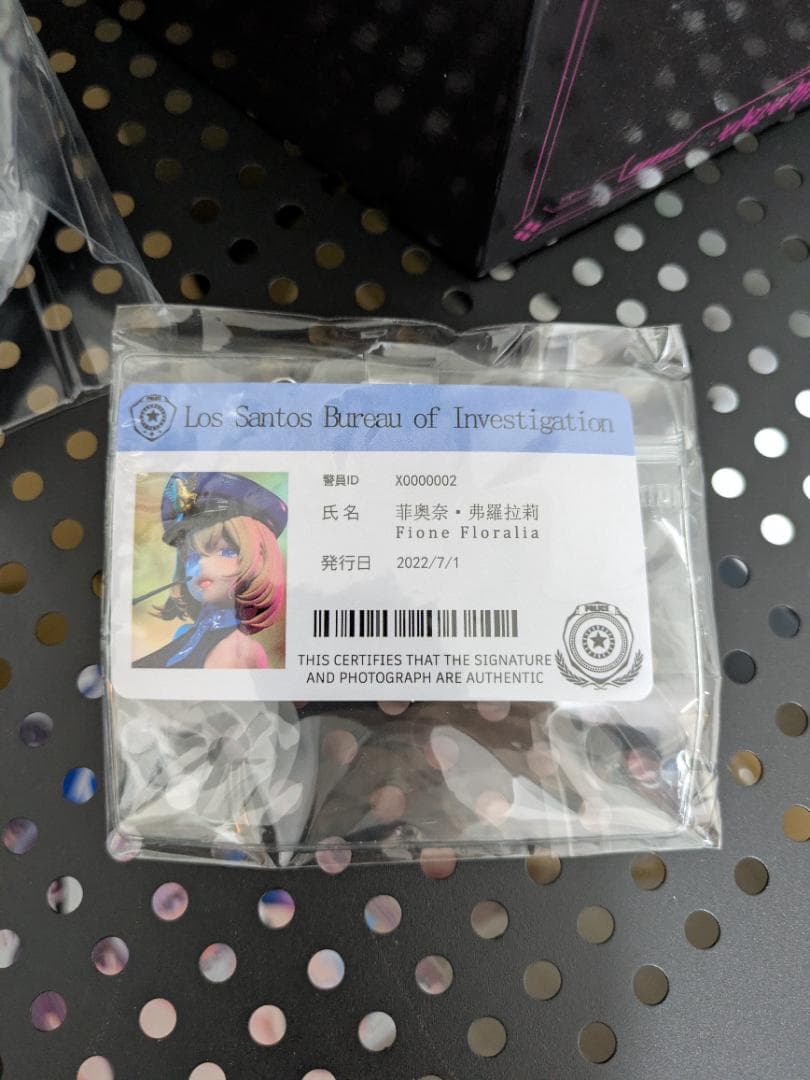 Los Santos Bureau of Investigation
警員ID X0000002
氏名 菲奧奈・弗羅拉莉
Fione Floralia
発行日 2022/7/1
THIS CERTIFIES THAT THE SIGNATURE
AND PHOTOGRAPH ARE AUTHENTIC
POLICE